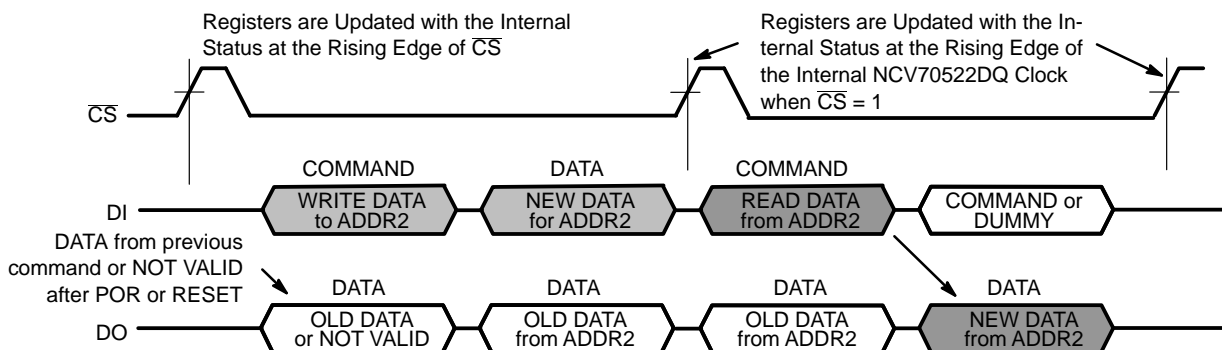 Registers are Updated with the Internal
Status at the Rising Edge of C̅S̅
Registers are Updated with the In-
ternal Status at the Rising Edge of
the Internal NCV70522DQ Clock
when C̅S̅ = 1
C̅S̅
COMMAND
DATA
COMMAND
DI
WRITE DATA
to ADDR2
NEW DATA
for ADDR2
READ DATA
from ADDR2
COMMAND or
DUMMY
DATA from previous
command or NOT VALID
after POR or RESET
DATA
DATA
DATA
DATA
DO
OLD DATA
or NOT VALID
OLD DATA
from ADDR2
OLD DATA
from ADDR2
NEW DATA
from ADDR2